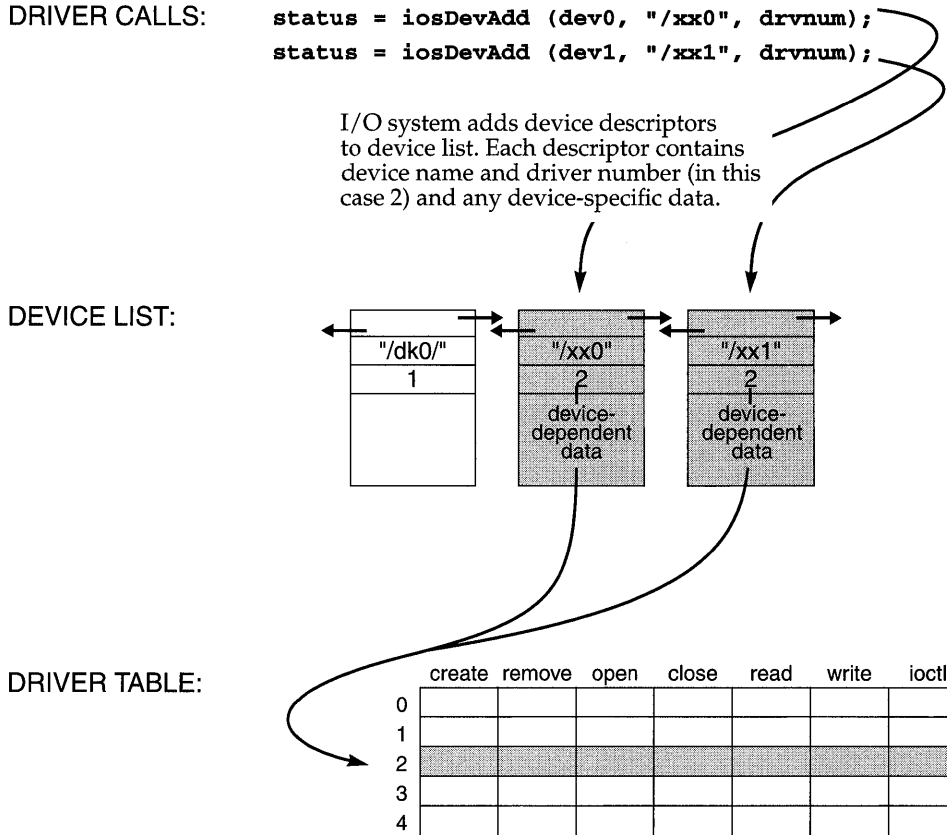 DRIVER CALLS:
status = iosDevAdd (dev0, "/xx0", drvnum);
status = iosDevAdd (dev1, "/xx1", drvnum);
I/O system adds device descriptors
to device list. Each descriptor contains
device name and driver number (in this
case 2) and any device-specific data.
DEVICE LIST:
"/dk0/"
1
"/xx0"
2
device-
dependent
data
"/xx1"
2
device-
dependent
data
DRIVER TABLE:
create remove open close read write ioctl
0
1
2
3
4